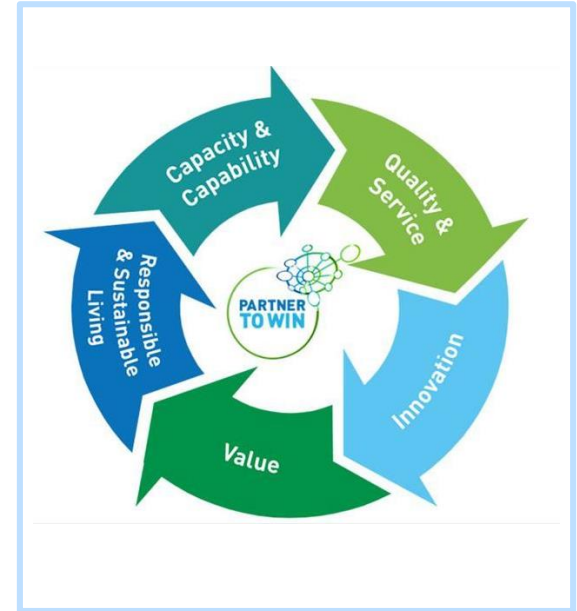 Capacity &
Capability
Quality &
Service
Innovation
Value
Responsible
& Sustainable
Living
PARTNER
TO WIN